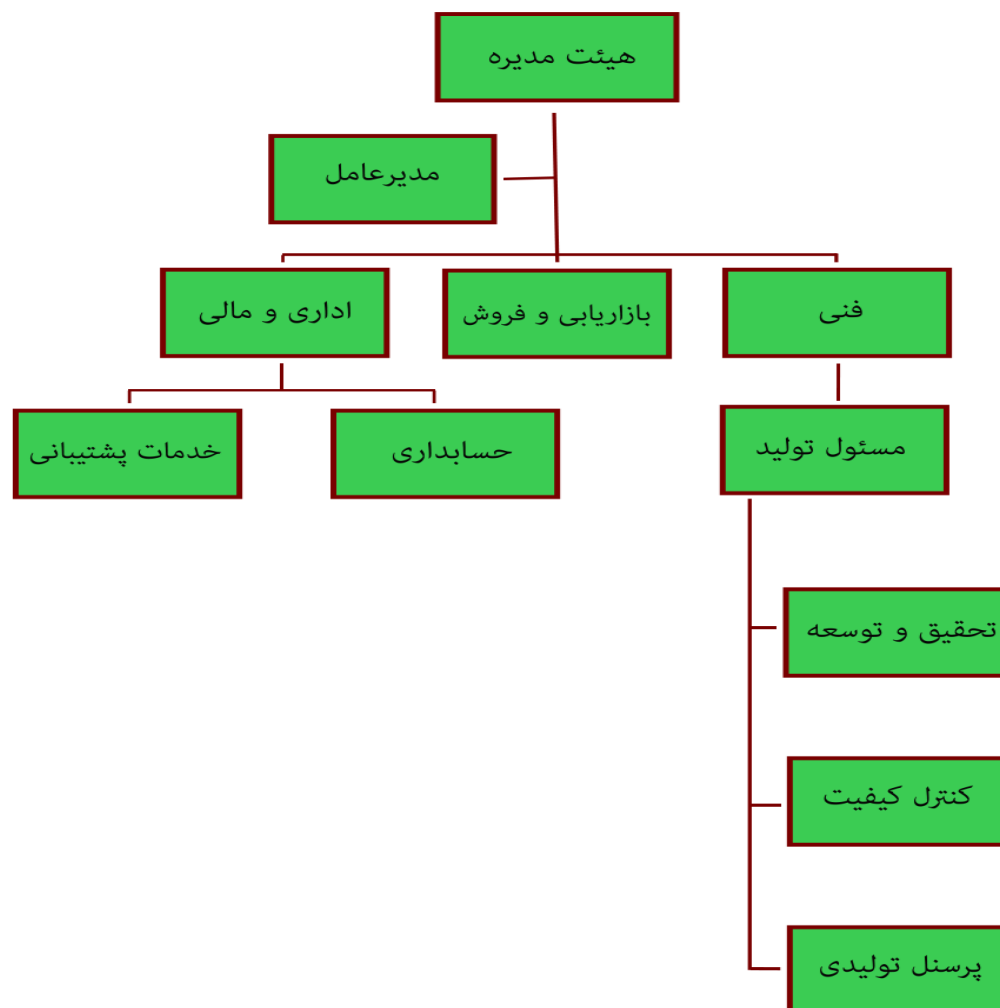 هیئت مدیره
مدیرعامل
فنی
بازاریابی و فروش
اداری و مالی
مسئول تولید
حسابداری
خدمات پشتیبانی
تحقیق و توسعه
کنترل کیفیت
پرسنل تولیدی